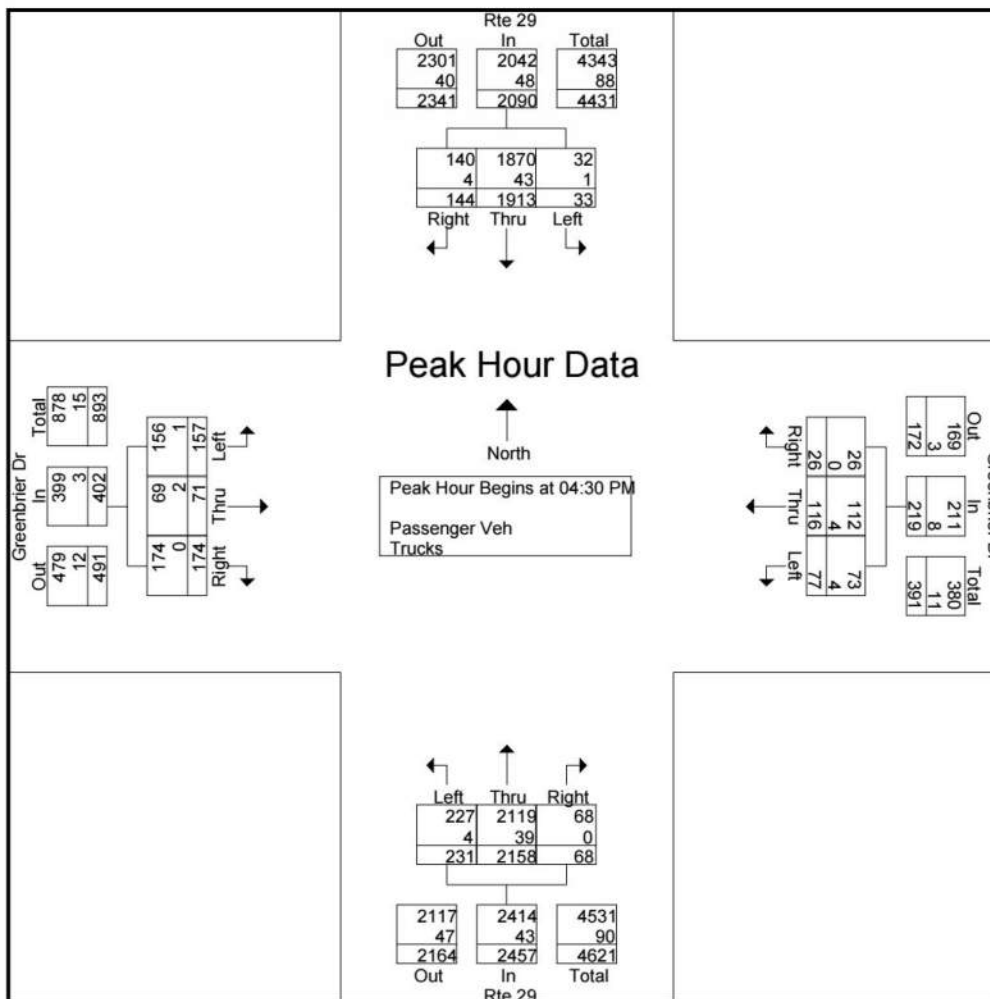 Rte 29
Out In Total
2301 2042 4343
40 48 88
2341 2090 4431
140 1870 32
4 43 1
144 1913 33
Right Thru Left
Peak Hour Data
North
Peak Hour Begins at 04:30 PM
Passenger Veh
Trucks
Greenbrier Dr
Out In Total
479 399 878
12 3 15
491 402 893
174 69 156
0 2 1
174 71 157
Right Thru Left
Out In Total
169 211 380
3 8 11
172 219 391
26 112 73
0 4 4
26 116 77
Right Thru Left
Left Thru Right
227 2119 68
4 39 0
231 2158 68
2117 2414 4531
47 43 90
2164 2457 4621
Out In Total
Rte 29